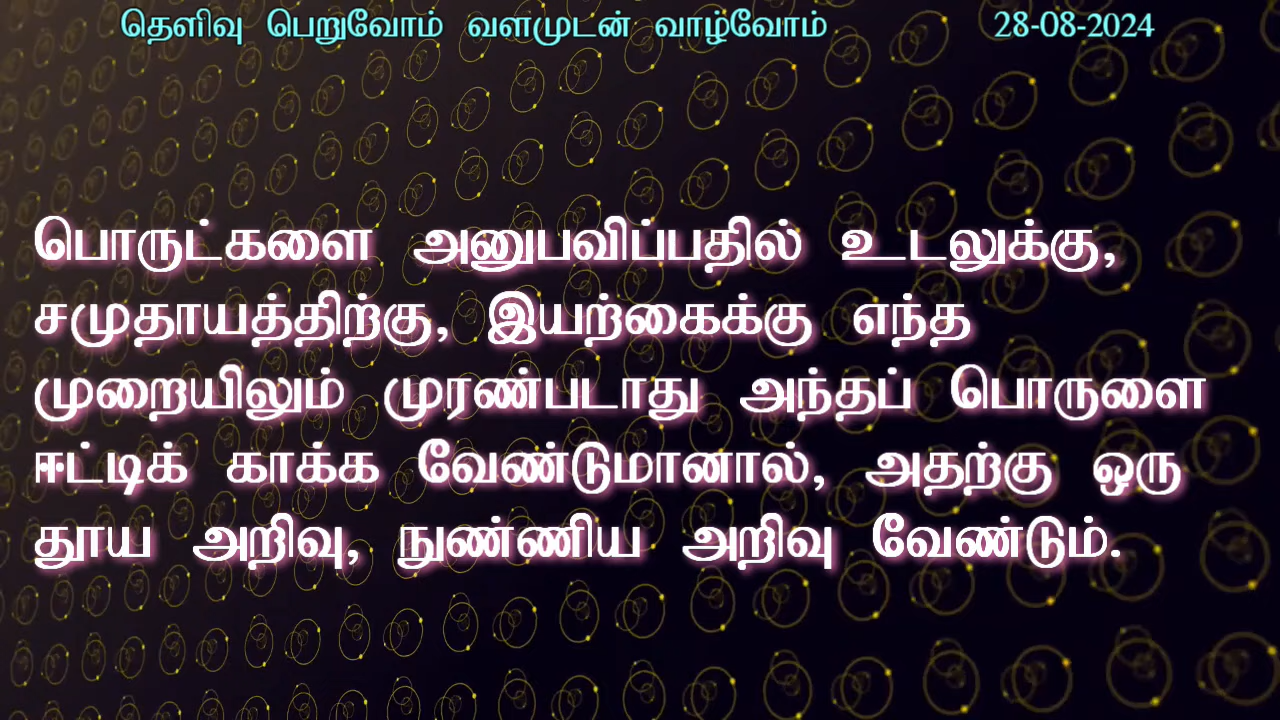 தெளிவு பெறுவோம் வளமுடன் வாழ்வோம் 28-08-2024
பொருட்களை அனுபவிப்பதில் உடலுக்கு,
சமுதாயத்திற்கு, இயற்கைக்கு எந்த
முறையிலும் முரண்படாது அந்தப் பொருளை
ஈட்டிக் காக்க வேண்டுமானால், அதற்கு ஒரு
தூய அறிவு, நுண்ணிய அறிவு வேண்டும்.